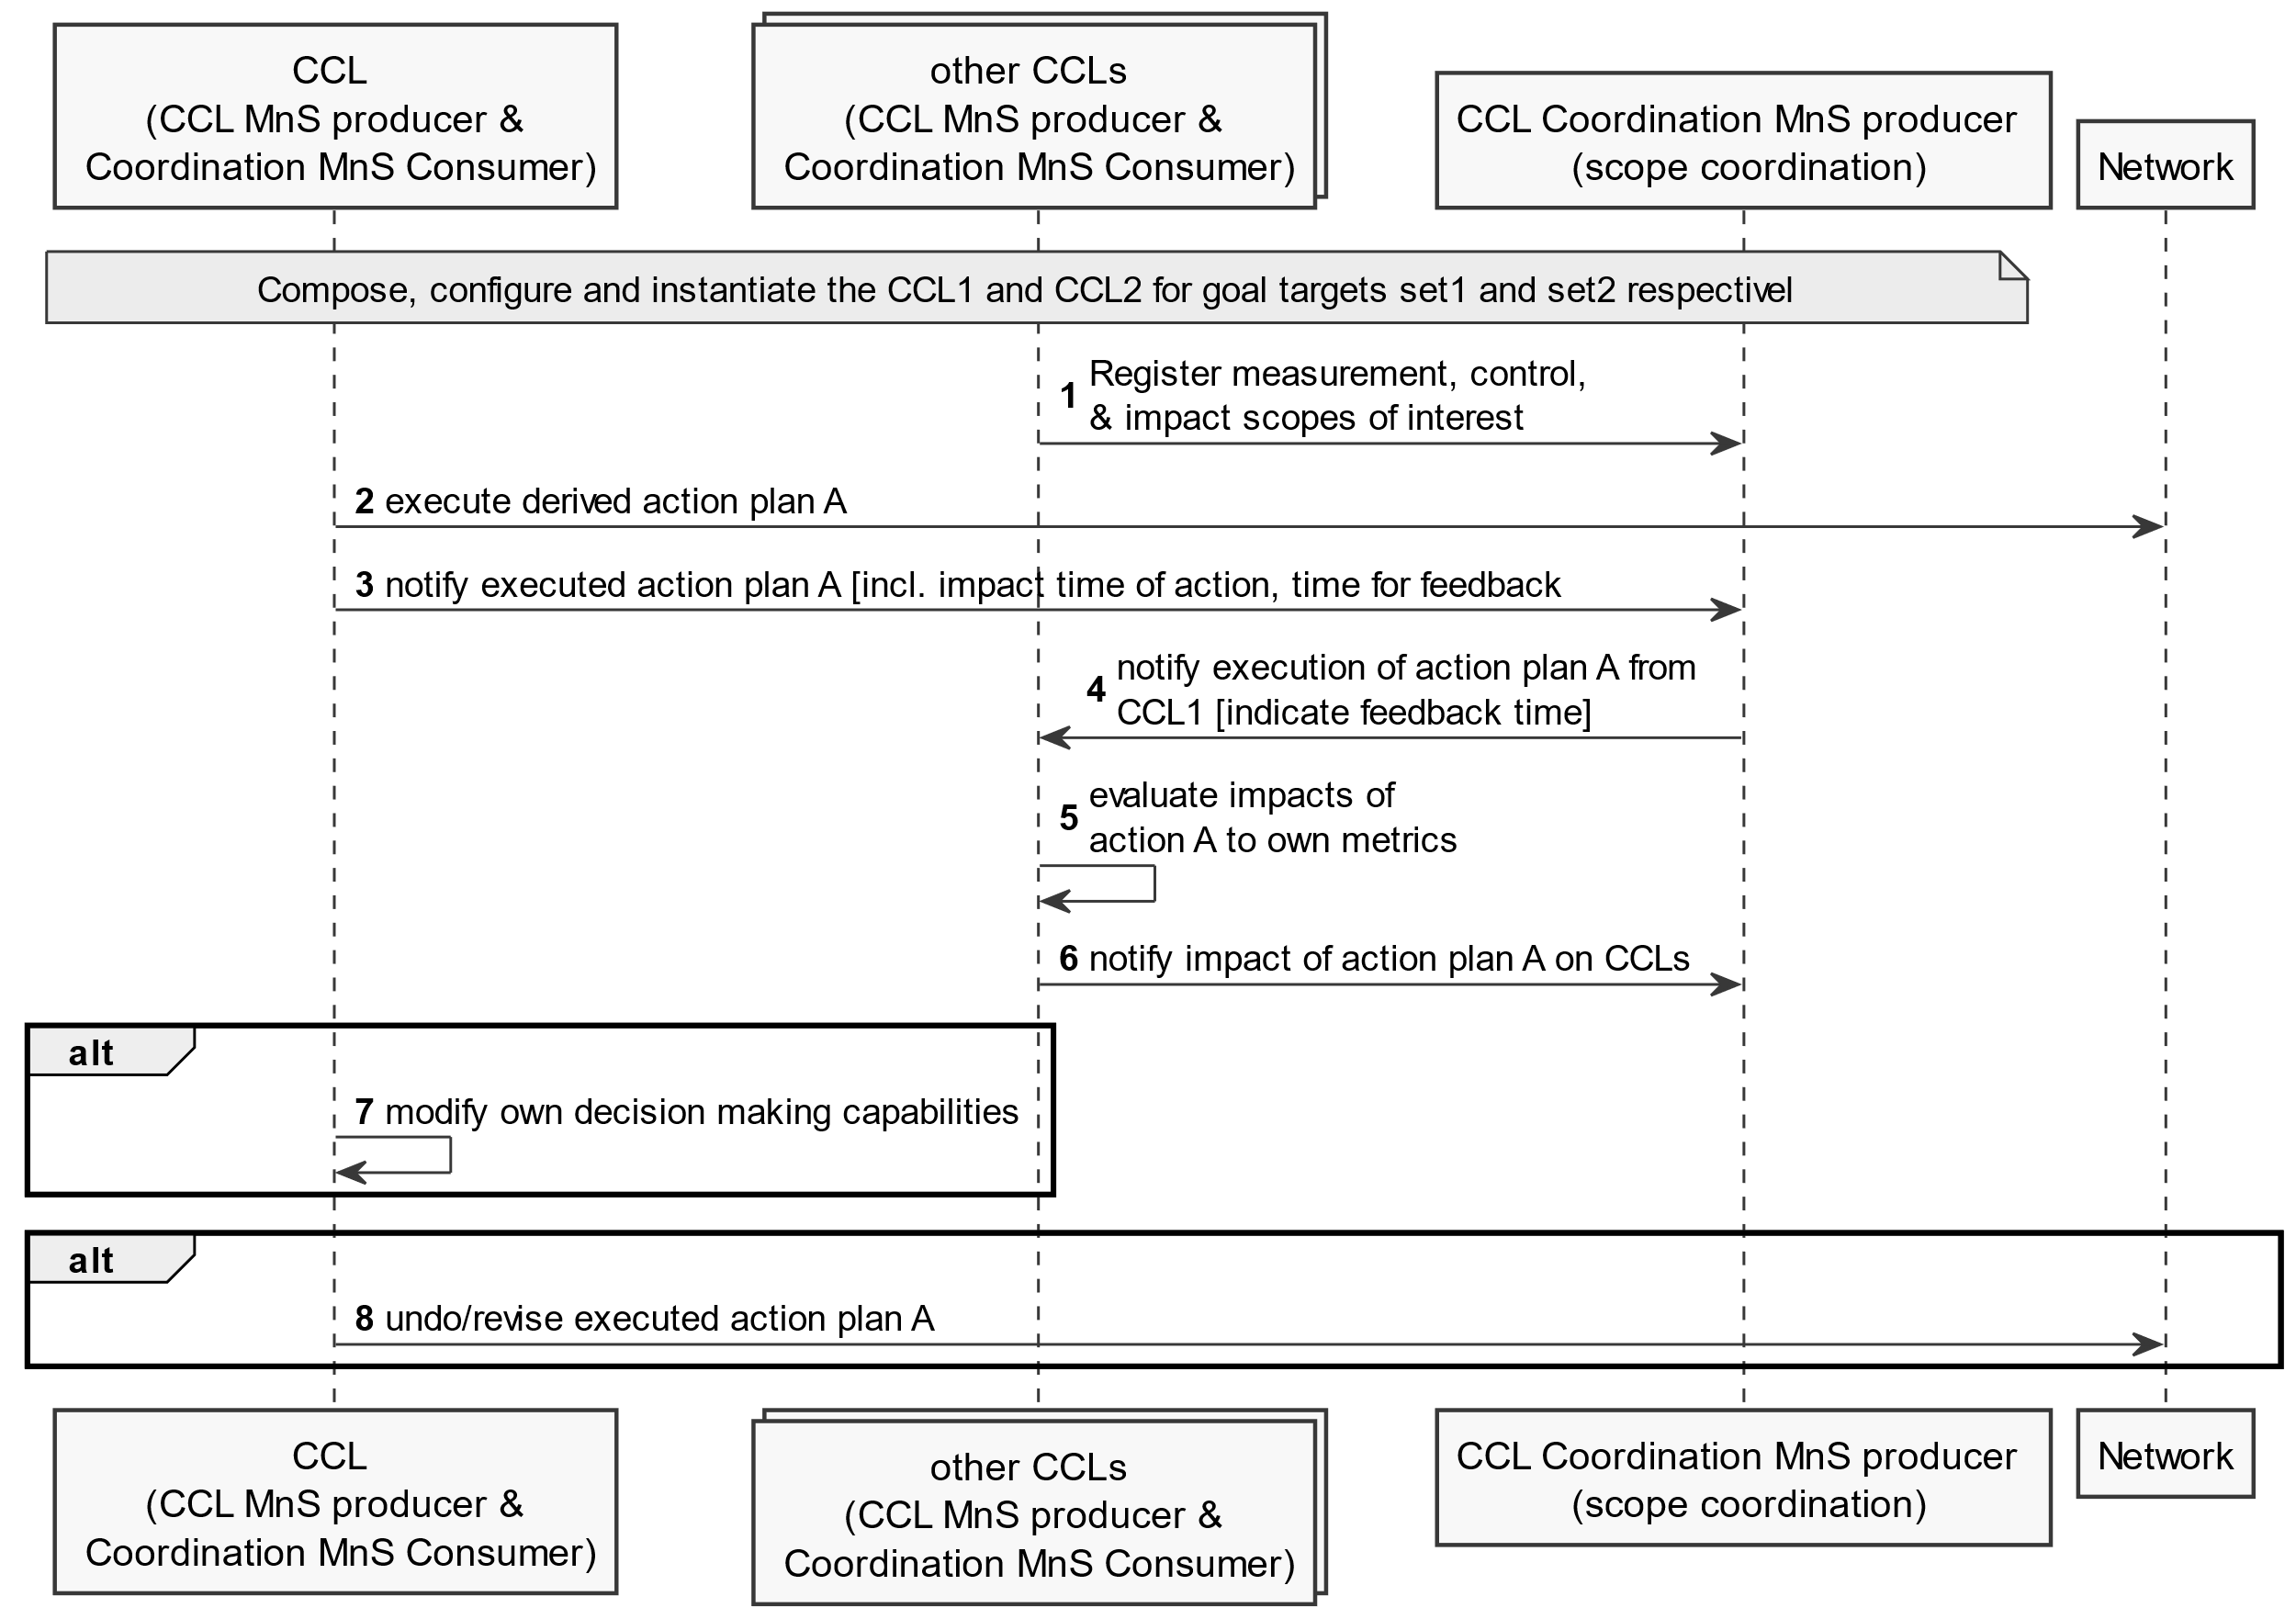 CCL
(CCL MnS producer &
Coordination MnS Consumer)
other CCLs
(CCL MnS producer &
Coordination MnS Consumer)
CCL Coordination MnS producer
(scope coordination)
Network
Compose, configure and instantiate the CCL1 and CCL2 for goal targets set1 and set2 respectivel
1 Register measurement, control,
& impact scopes of interest
2 execute derived action plan A
3 notify executed action plan A [incl. impact time of action, time for feedback
4 notify execution of action plan A from
CCL1 [indicate feedback time]
5 evaluate impacts of
action A to own metrics
6 notify impact of action plan A on CCLs
alt
7 modify own decision making capabilities
alt
8 undo/revise executed action plan A
CCL
(CCL MnS producer &
Coordination MnS Consumer)
other CCLs
(CCL MnS producer &
Coordination MnS Consumer)
CCL Coordination MnS producer
(scope coordination)
Network